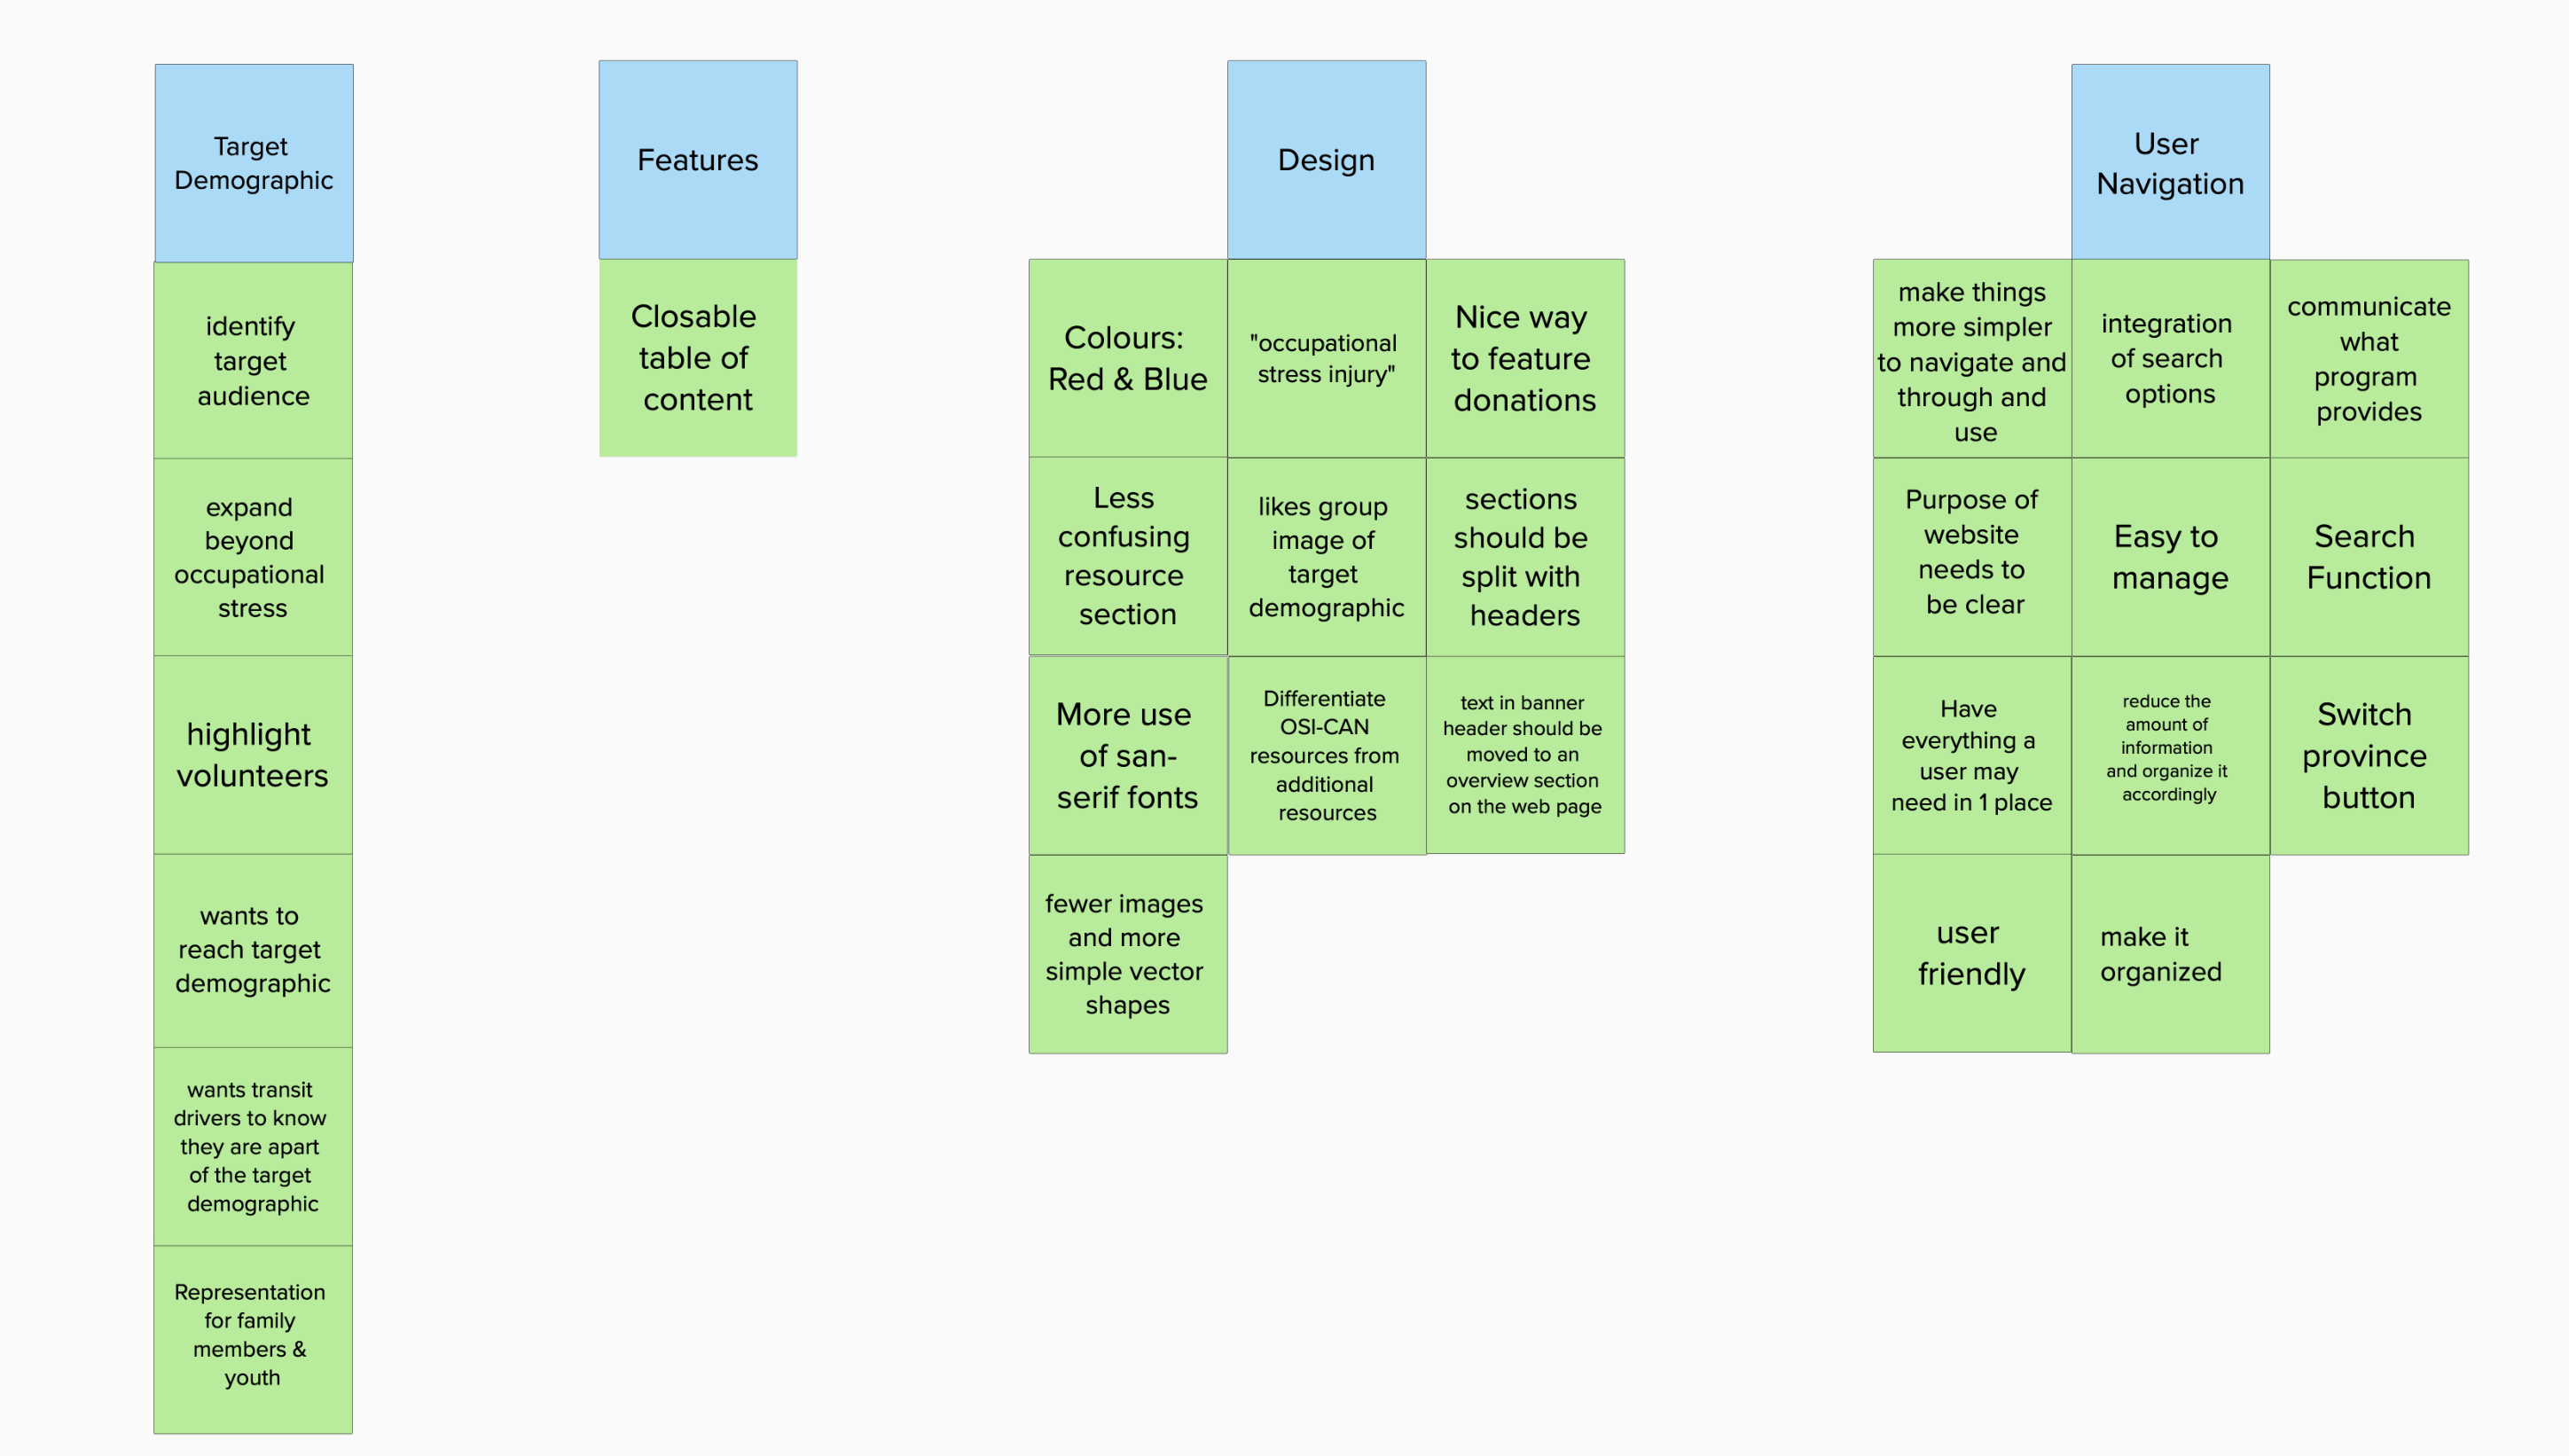 Target
Demographic
identify
target
audience
expand
beyond
occupational
stress
highlight
volunteers
wants to
reach target
demographic
wants transit
drivers to know
they are apart
of the target
demographic
Representation
for family
members &
youth
Features
Closable
table of
content
Design
Colours:
Red & Blue
"occupational
stress injury"
Nice way
to feature
donations
Less
confusing
resource
section
likes group
image of
target
demographic
sections
should be
split with
headers
More use
of san-
serif fonts
Differentiate
OSI-CAN
resources from
additional
resources
text in banner
header should be
moved to an
overview section
on the web page
fewer images
and more
simple vector
shapes
User
Navigation
make things
more simpler
to navigate and
through and
use
integration
of search
options
communicate
what
program
provides
Purpose of
website
needs to
be clear
Easy to
manage
Search
Function
Have
everything a
user may
need in 1 place
reduce the
amount of
information
and organize it
accordingly
Switch
province
button
user
friendly
make it
organized